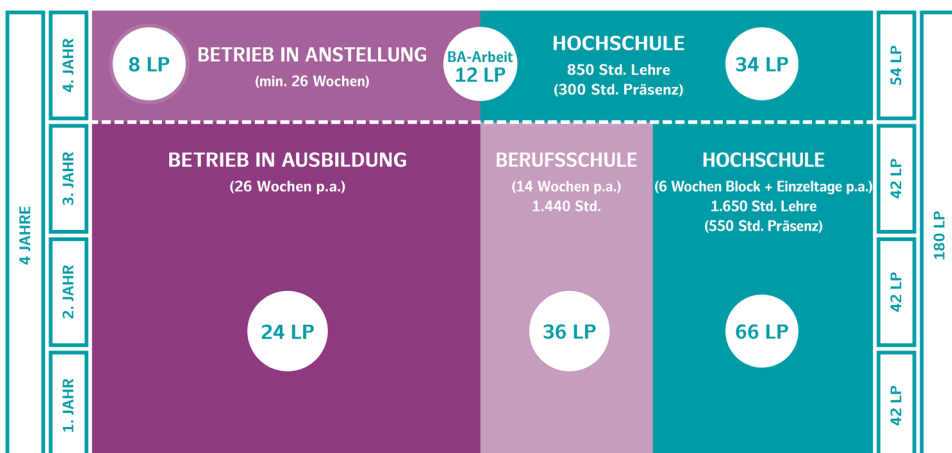 4 JAHRE
4. JAHR
3. JAHR
2. JAHR
1. JAHR
8 LP
BETRIEB IN ANSTELLUNG
(min. 26 Wochen)
BA-Arbeit
12 LP
HOCHSCHULE
850 Std. Lehre
(300 Std. Präsenz)
34 LP
BETRIEB IN AUSBILDUNG
(26 Wochen p.a.)
24 LP
BERUFSSCHULE
(14 Wochen p.a.)
1.440 Std.
36 LP
HOCHSCHULE
(6 Wochen Block + Einzeltage p.a.)
1.650 Std. Lehre
(550 Std. Präsenz)
66 LP
54 LP
42 LP
42 LP
42 LP
180 LP